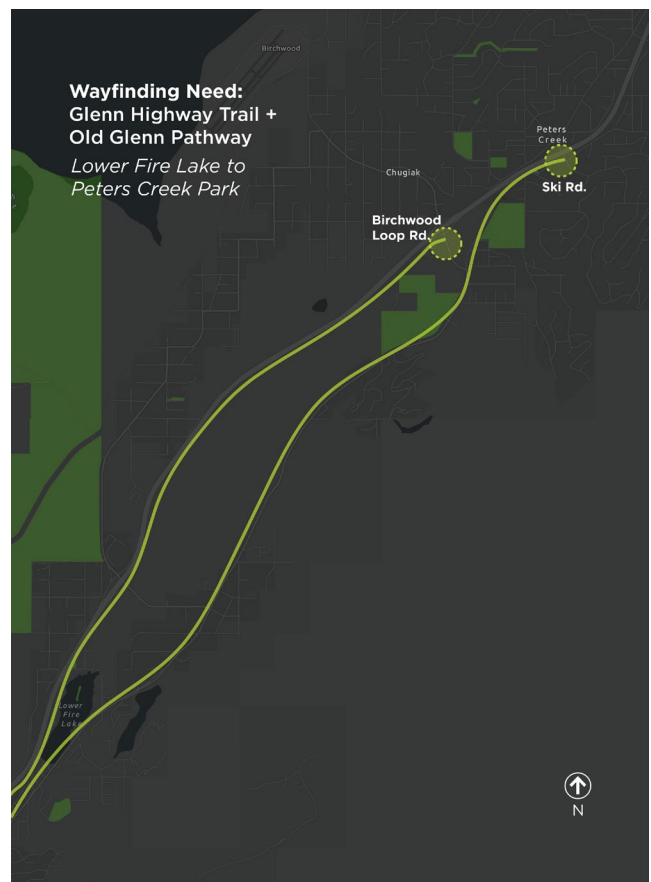 Birchwood
Wayfinding Need:
Glenn Highway Trail +
Old Glenn Pathway
Lower Fire Lake to
Peters Creek Park
Peters
Creek
Chugiak
Ski Rd.
Birchwood
Loop Rd.
Lower
Fire
Lake
N